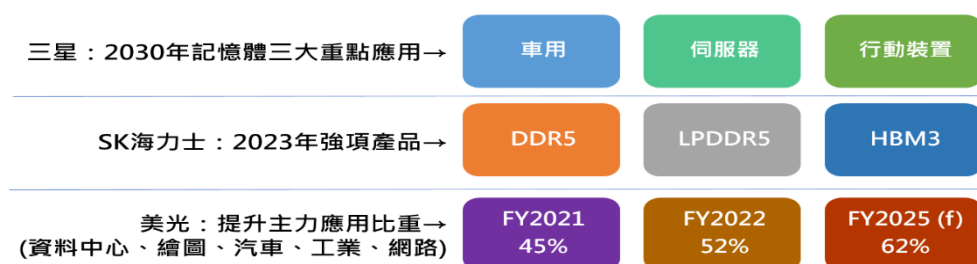 三星：2030年記憶體三大重點應用→ 車用 伺服器 行動裝置
SK海力士：2023年強項產品→ DDR5 LPDDR5 HBM3
美光：提升主力應用比重→
(資料中心、繪圖、汽車、工業、網路)
FY2021
45%
FY2022
52%
FY2025 (f)
62%